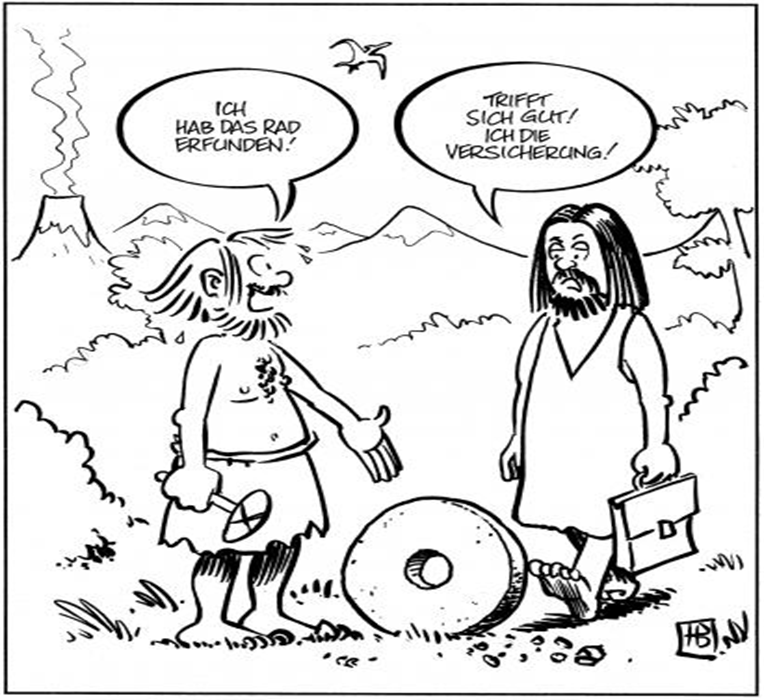 ICH
HAB DAS RAD
ERFUNDEN!
TRIFFT
SICH GUT!
ICH DIE
VERSICHERUNG!
HB